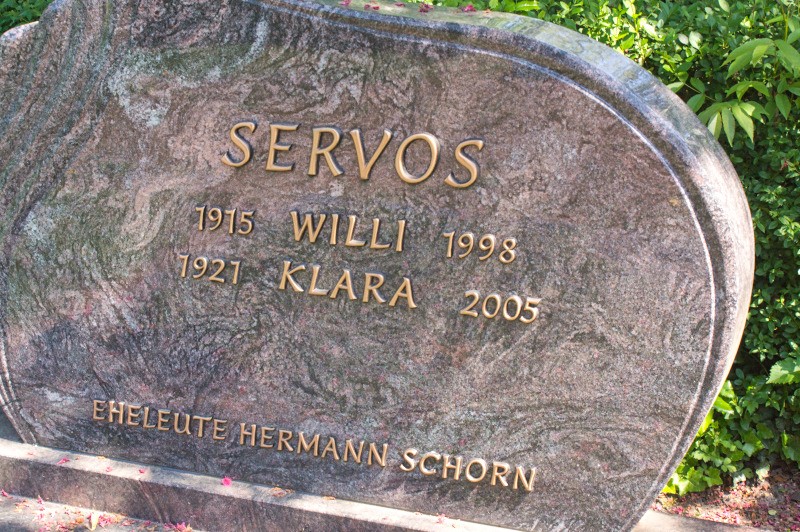 SERVOS
1915 WILLI 1998
1921 KLARA 2005
EHELEUTE HERMANN SCHORN